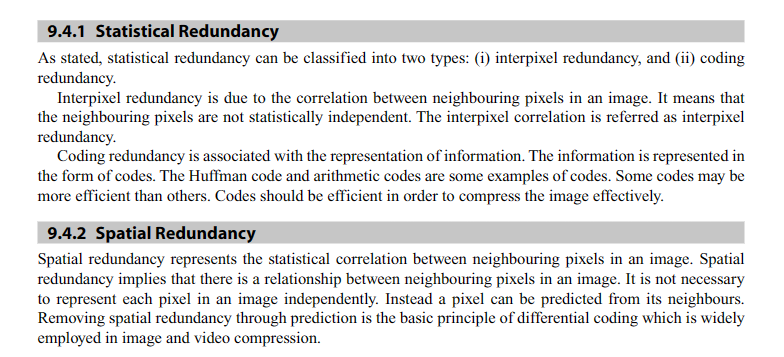 9.4.1 Statistical Redundancy
As stated, statistical redundancy can be classified into two types: (i) interpixel redundancy, and (ii) coding
redundancy.
Interpixel redundancy is due to the correlation between neighbouring pixels in an image. It means that
the neighbouring pixels are not statistically independent. The interpixel correlation is referred as interpixel
redundancy.
Coding redundancy is associated with the representation of information. The information is represented in
the form of codes. The Huffman code and arithmetic codes are some examples of codes. Some codes may be
more efficient than others. Codes should be efficient in order to compress the image effectively.
9.4.2 Spatial Redundancy
Spatial redundancy represents the statistical correlation between neighbouring pixels in an image. Spatial
redundancy implies that there is a relationship between neighbouring pixels in an image. It is not necessary
to represent each pixel in an image independently. Instead a pixel can be predicted from its neighbours.
Removing spatial redundancy through prediction is the basic principle of differential coding which is widely
employed in image and video compression.